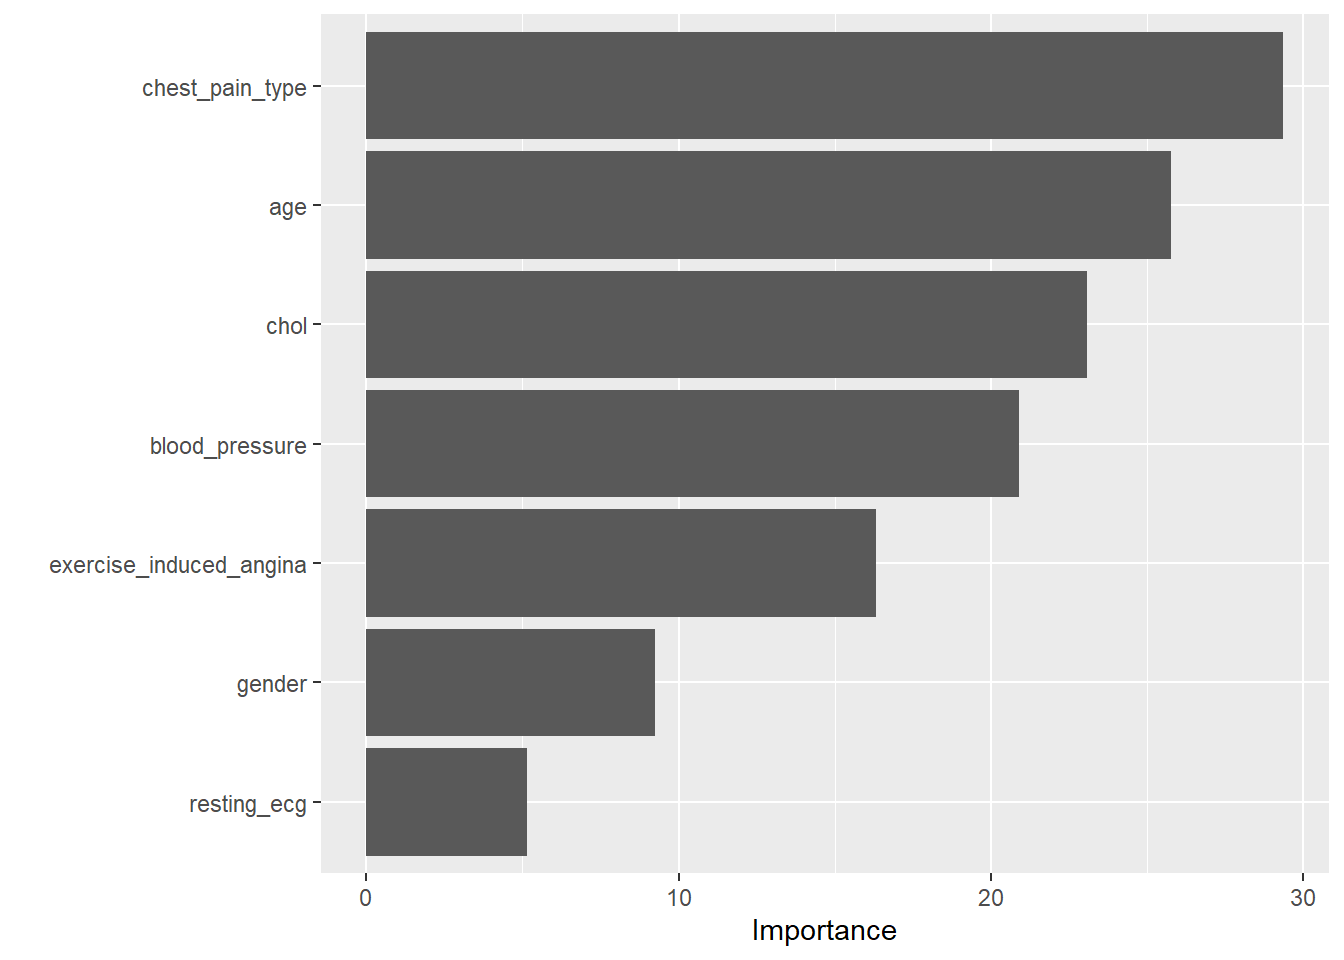 chest_pain_type
age
chol
blood_pressure
exercise_induced_angina
gender
resting_ecg
0 10 20 30
Importance